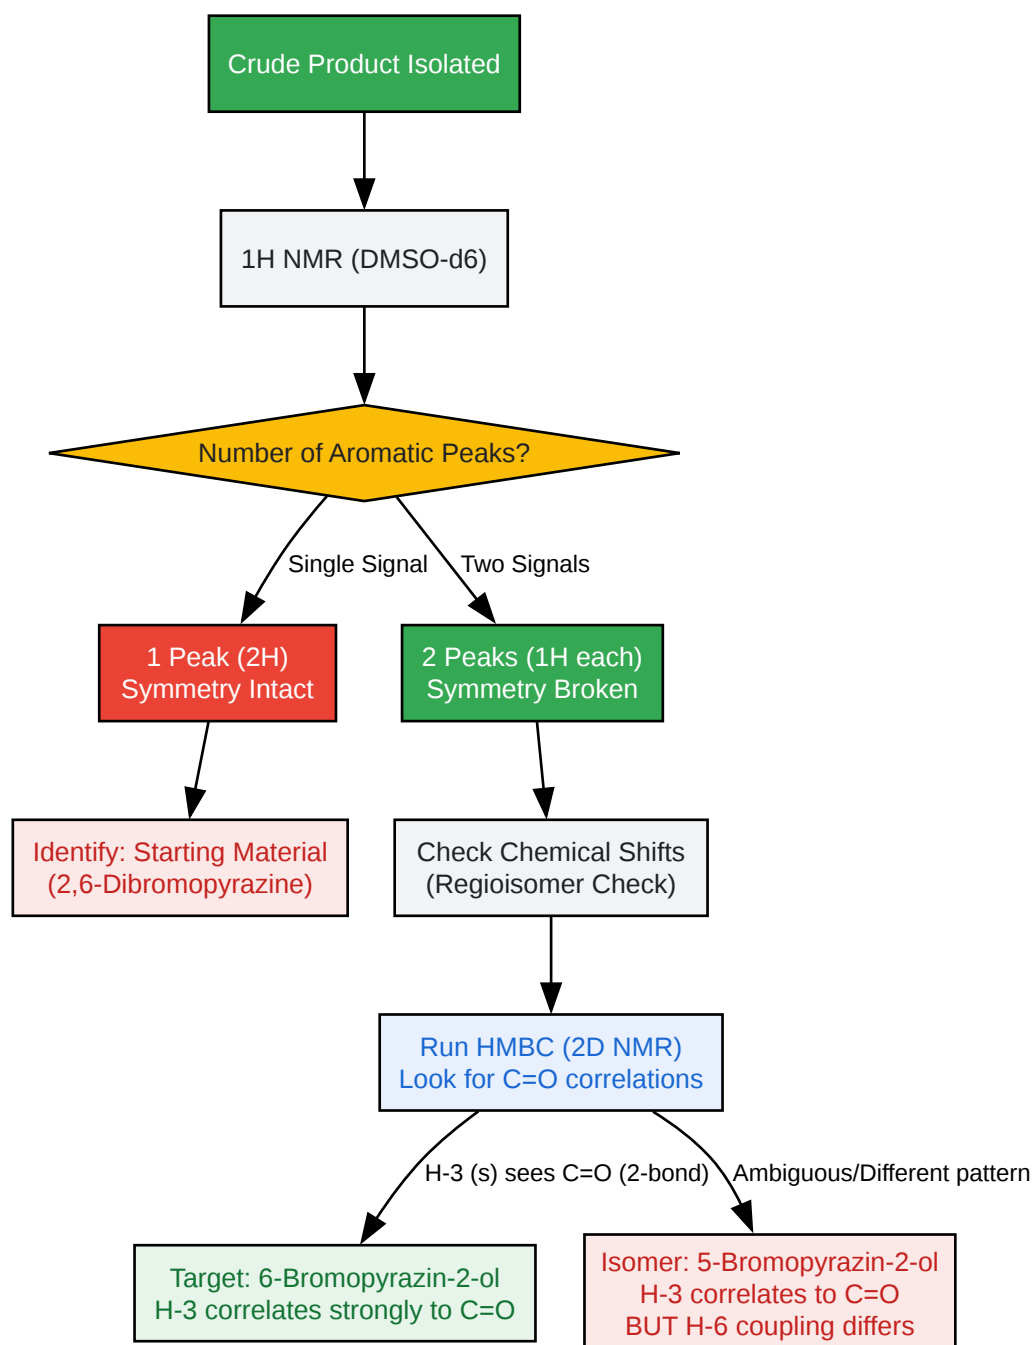 Crude Product Isolated
1H NMR (DMSO-d6)
Number of Aromatic Peaks?
Single Signal
Two Signals
1 Peak (2H)
Symmetry Intact
2 Peaks (1H each)
Symmetry Broken
Identify: Starting Material
(2,6-Dibromopyrazine)
Check Chemical Shifts
(Regioisomer Check)
Run HMBC (2D NMR)
Look for C=O correlations
H-3 (s) sees C=O (2-bond)
Ambiguous/Different pattern
Target: 6-Bromopyrazin-2-ol
H-3 correlates strongly to C=O
Isomer: 5-Bromopyrazin-2-ol
H-3 correlates to C=O
BUT H-6 coupling differs